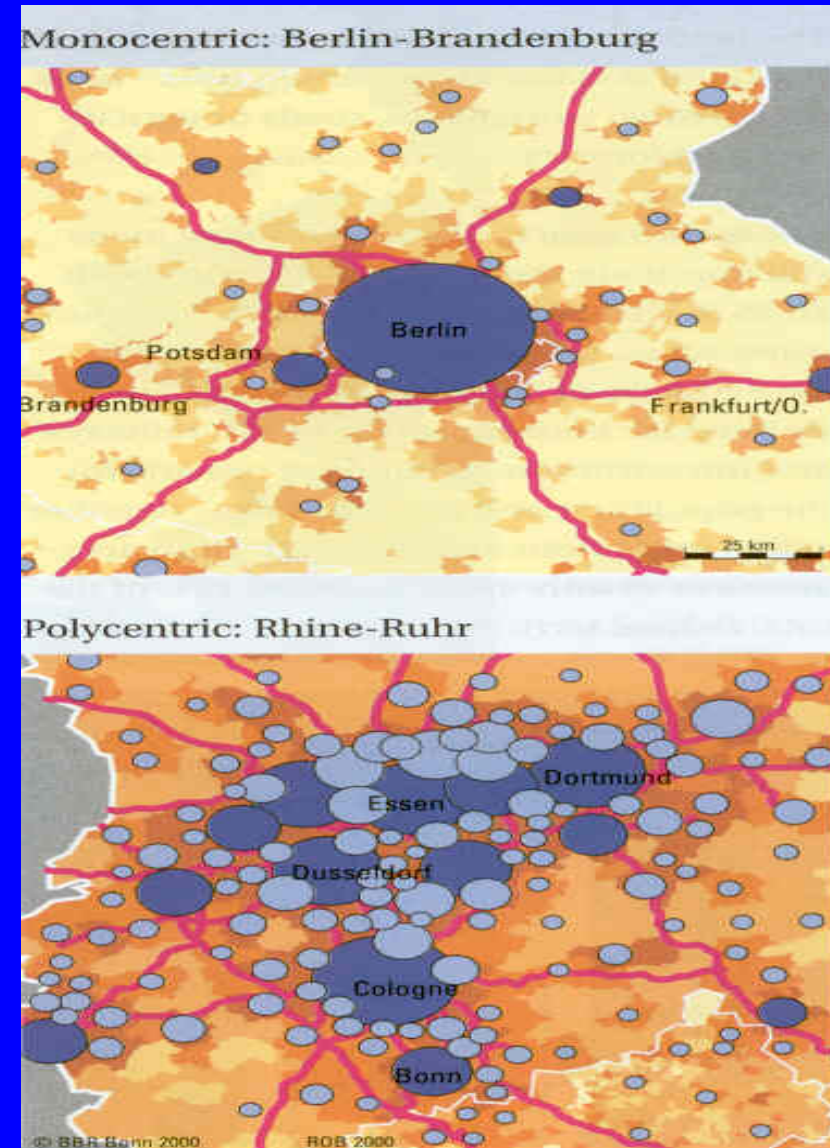 Monocentric: Berlin-Brandenburg
Berlin
Potsdam
Brandenburg
Frankfurt/O.
25 km
Polycentric: Rhine-Ruhr
Dortmund
Essen
Dusseldorf
Cologne
Bonn
© BBR Bonn 2000 ROB 2000